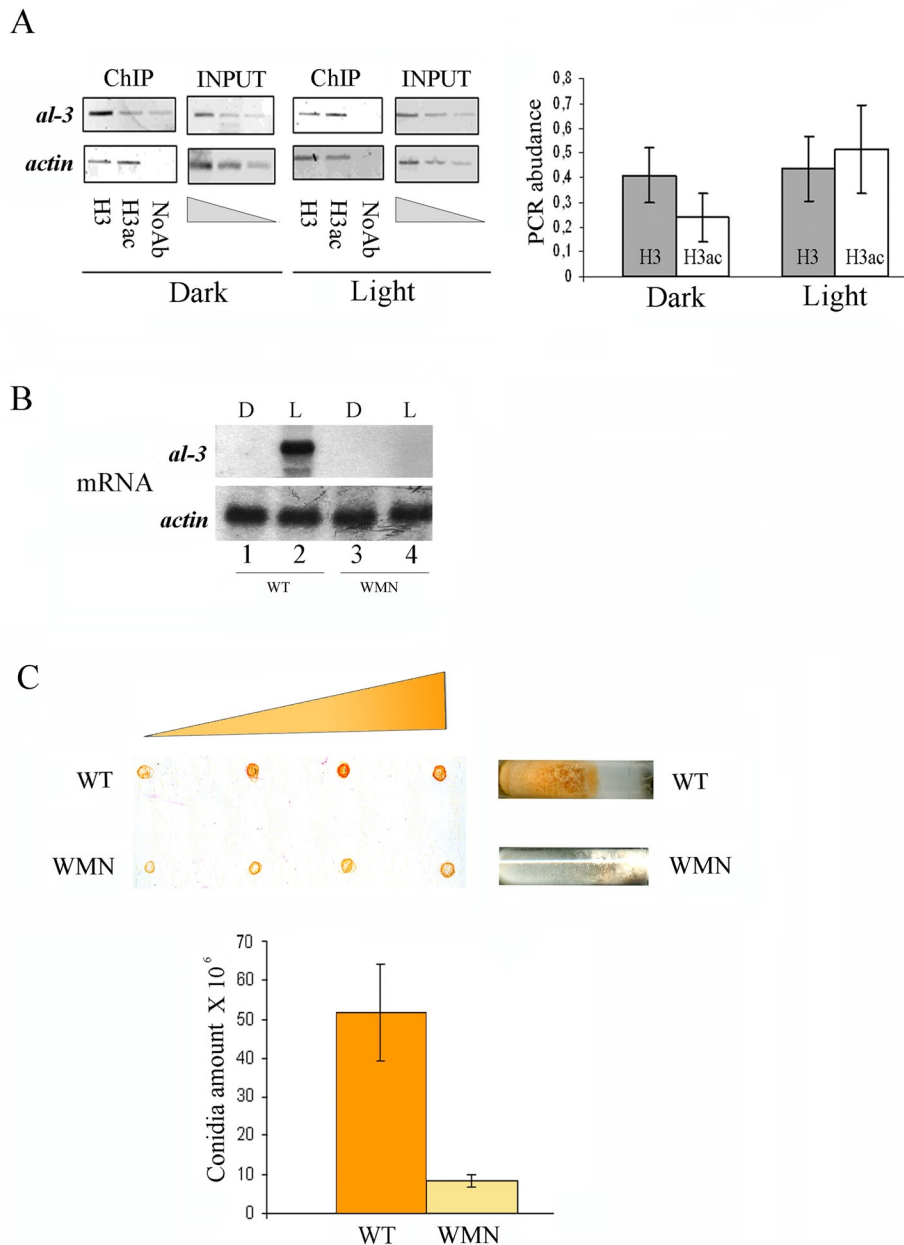 A
ChIP INPUT ChIP INPUT
al-3
actin
H3 H3ac NoAb H3 H3ac NoAb
Dark Light
PCR abudance
0,8
0,7
0,6
0,5
0,4
0,3
0,2
0,1
0
H3 H3ac H3 H3ac
Dark Light
B
D L D L
al-3
mRNA
actin
1 2 3 4
WT WMN
C
WT WT
WMN WMN
Conidia amount X 10⁶
70
60
50
40
30
20
10
0
WT WMN